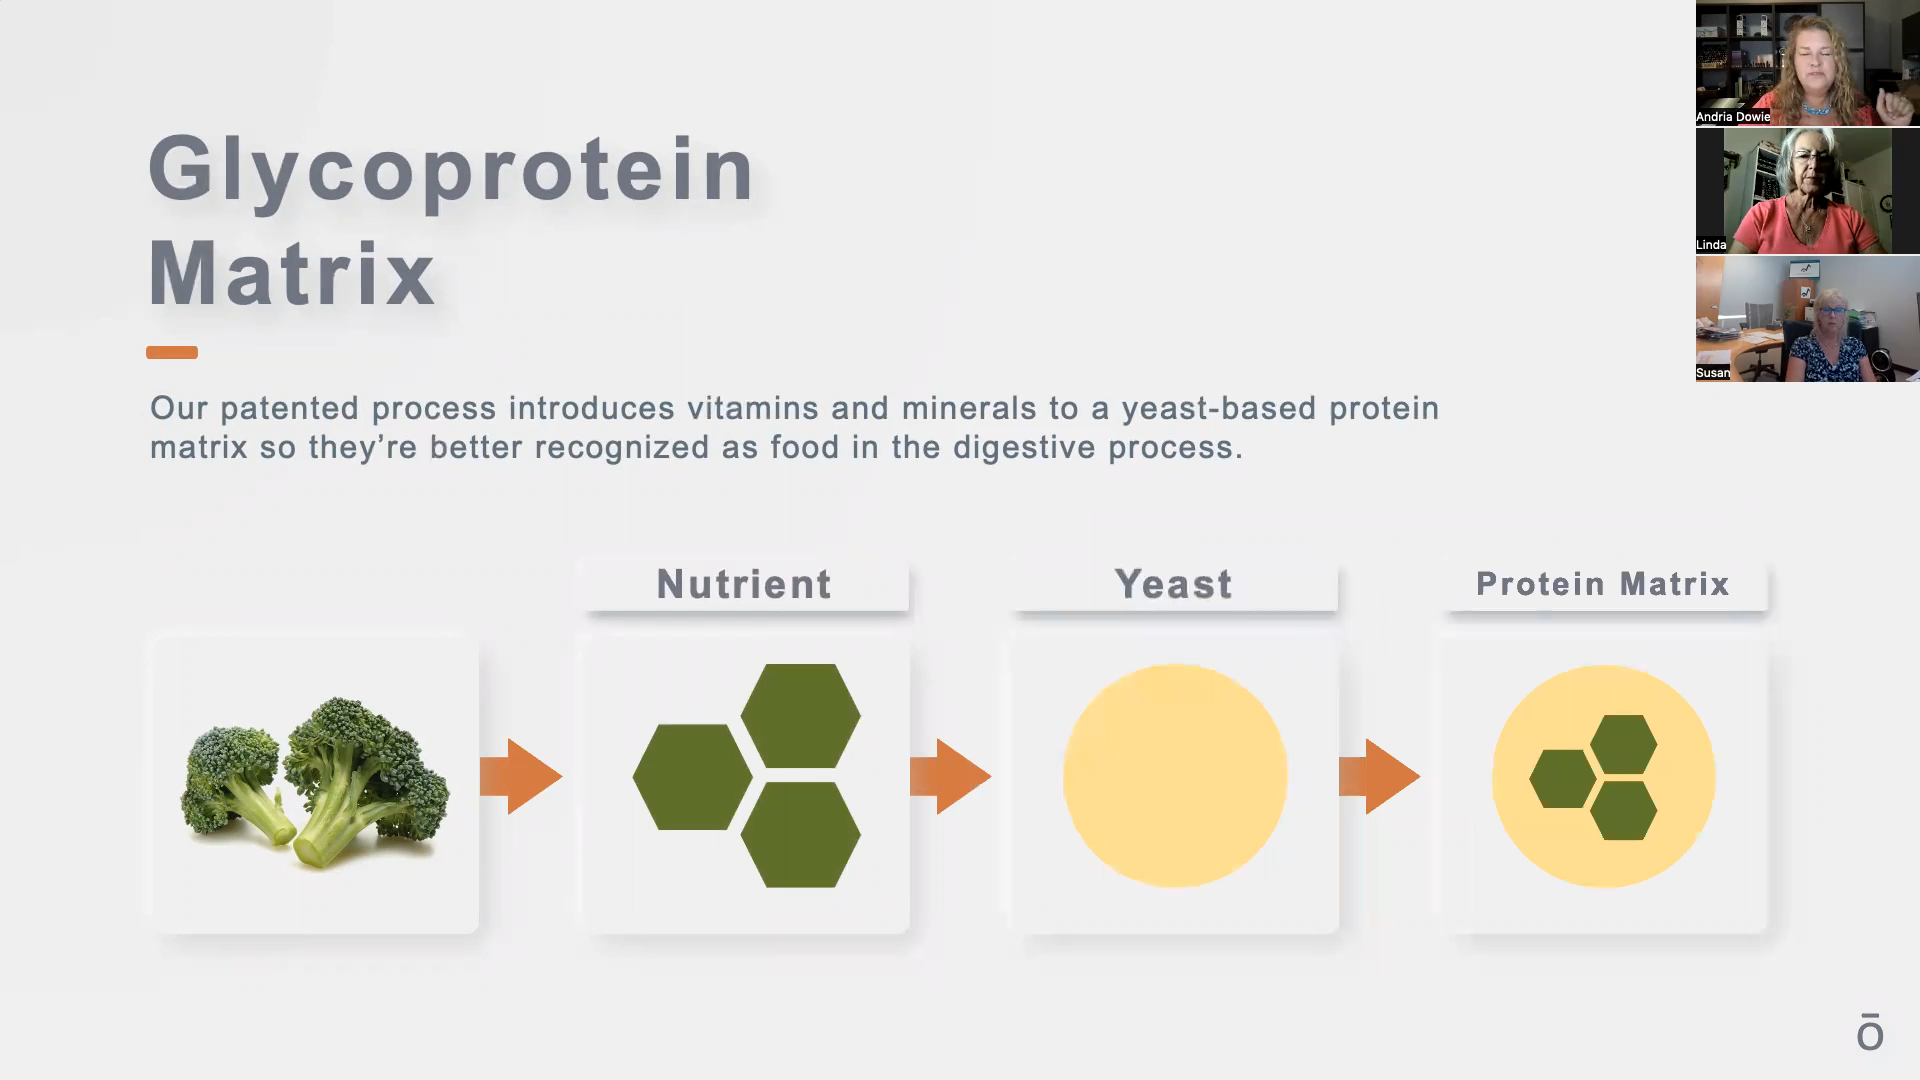 Glycoprotein
Matrix
Our patented process introduces vitamins and minerals to a yeast-based protein
matrix so they’re better recognized as food in the digestive process.
Nutrient
Yeast
Protein Matrix
Andria Dowie
Linda
Susan
ō